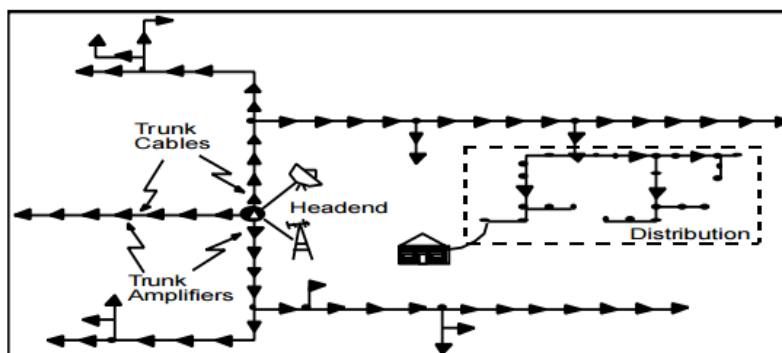 Trunk
Cables
Headend
Trunk
Amplifiers
Distribution